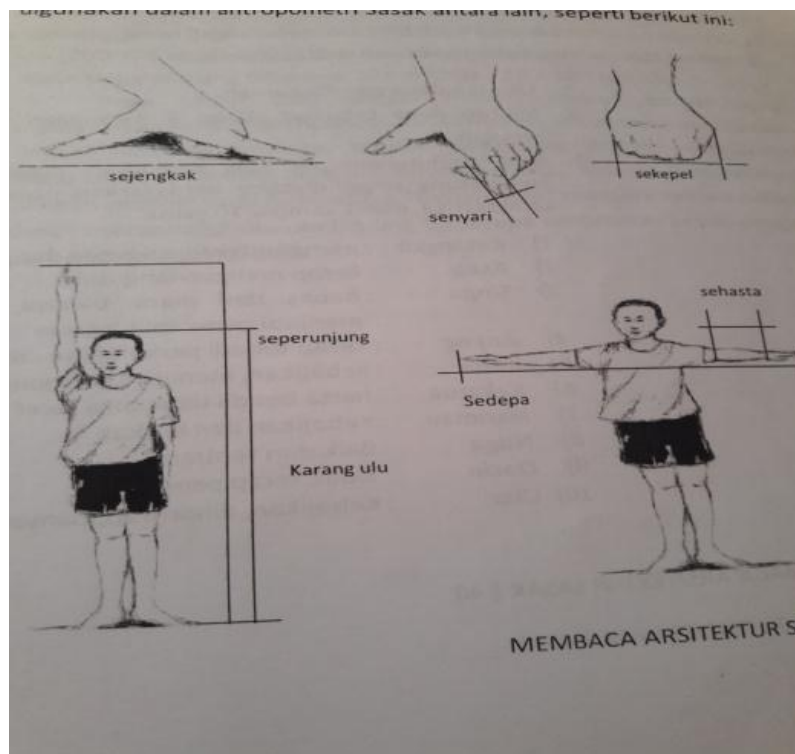 digunakan dalam antropometri Sasak antara lain, seperti berikut ini:
sejengkak
senyari
sekepel
seperunjung
Karang ulu
sehasta
Sedepa
MEMBACA ARSITEKTUR S